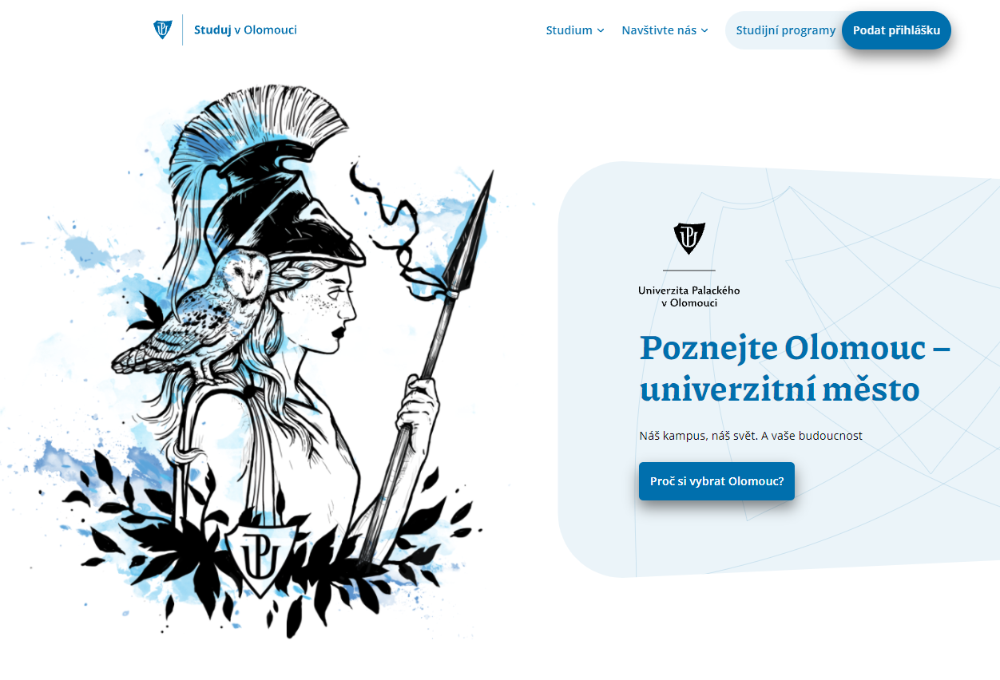 Studuj v Olomouci
Studium
Navštivte nás
Studijní programy
Podat přihlášku
Univerzita Palackého
v Olomouci
Poznejte Olomouc –
univerzitní město
Náš kampus, náš svět. A vaše budoucnost
Proč si vybrat Olomouc?